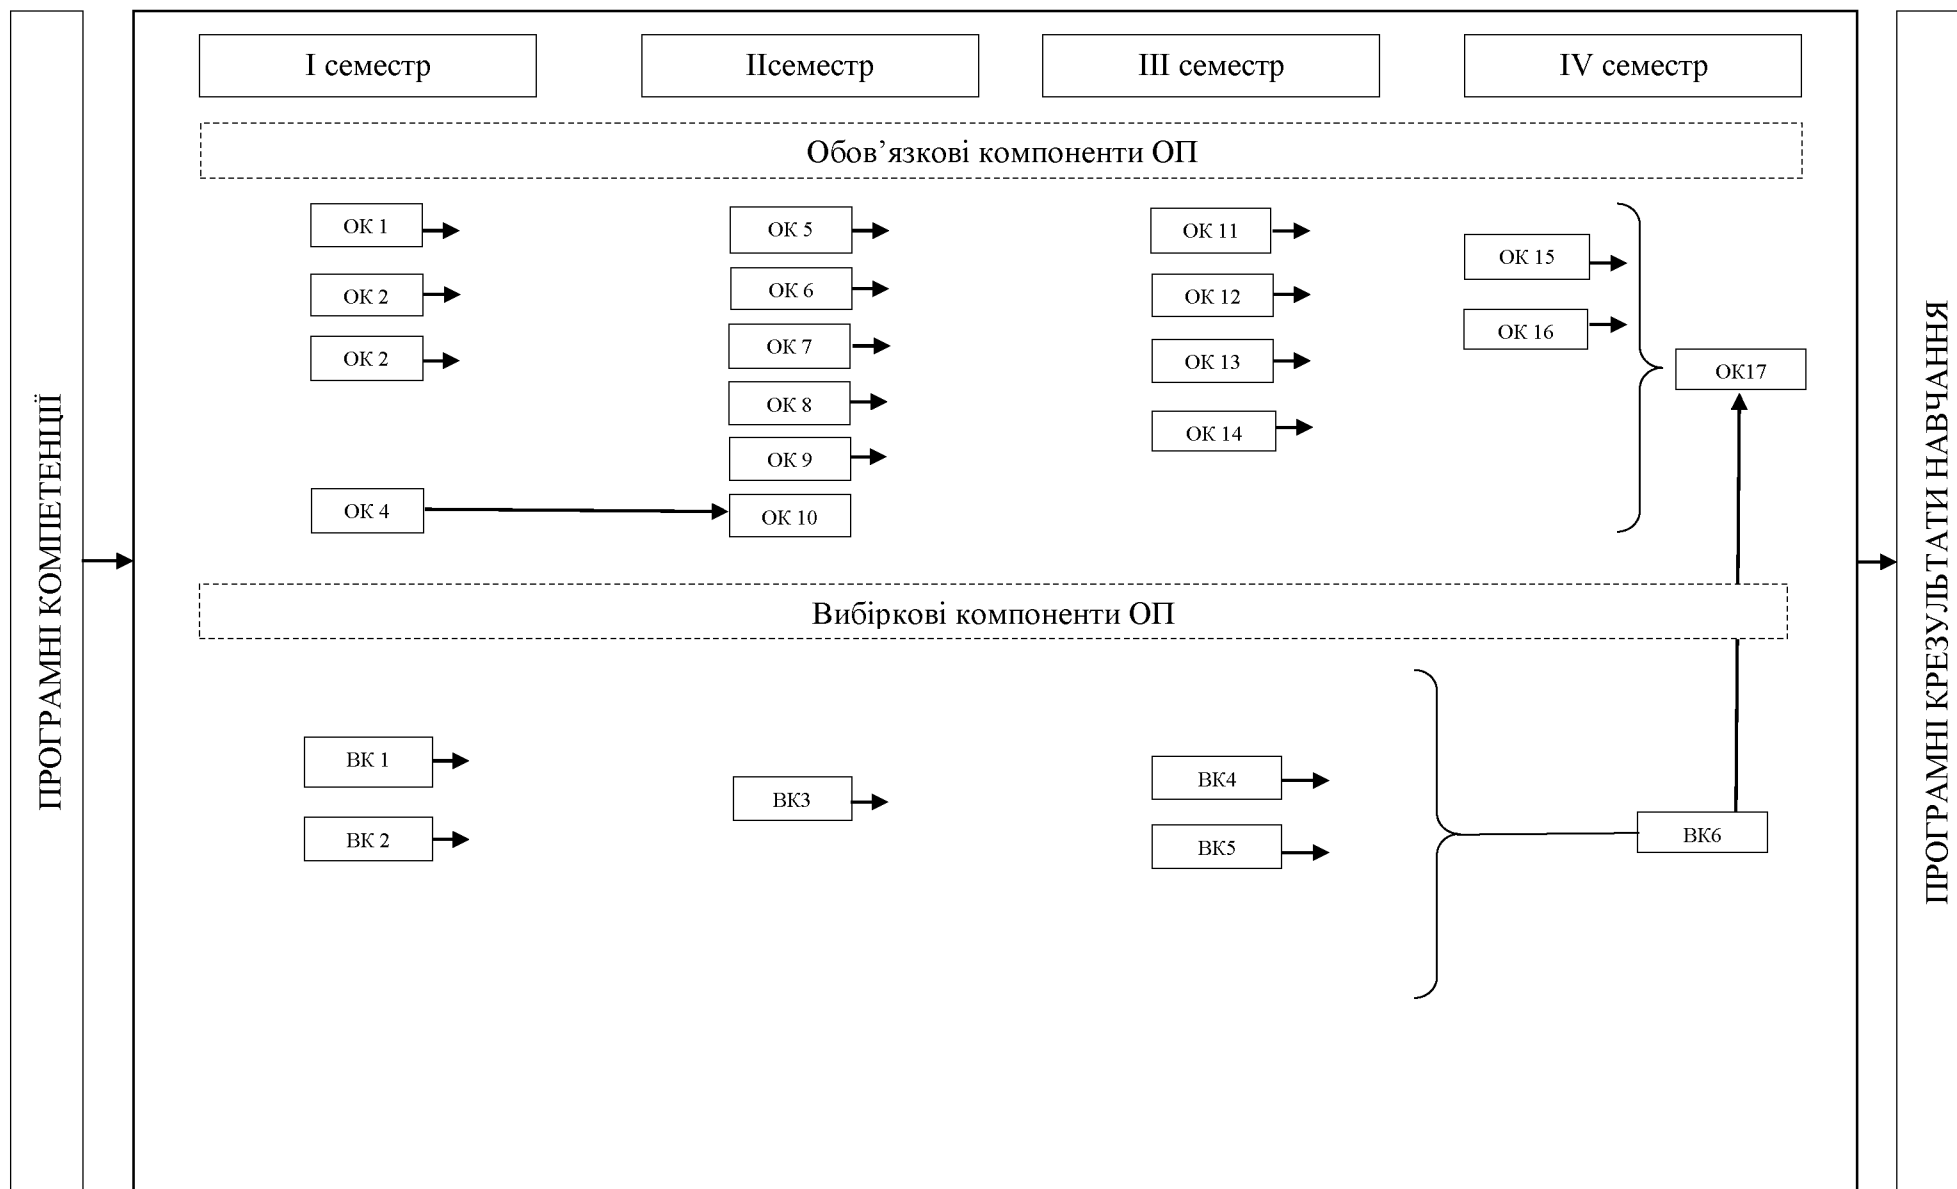 ПРОГРАМНІ КОМПЕТЕНЦІЇ
I семестр
IIсеместр
III семестр
IV семестр
Обов’язкові компоненти ОП
ОК 1
ОК 5
ОК 11
ОК 15
ОК 2
ОК 6
ОК 12
ОК 16
ОК 2
ОК 7
ОК 13
ОК17
ОК 8
ОК 14
ОК 9
ОК 4
ОК 10
Вибіркові компоненти ОП
ВК 1
ВК3
ВК4
ВК 2
ВК5
ВК6
ПРОГРАМНІ КРЕЗУЛЬТАТИ НАВЧАННЯ